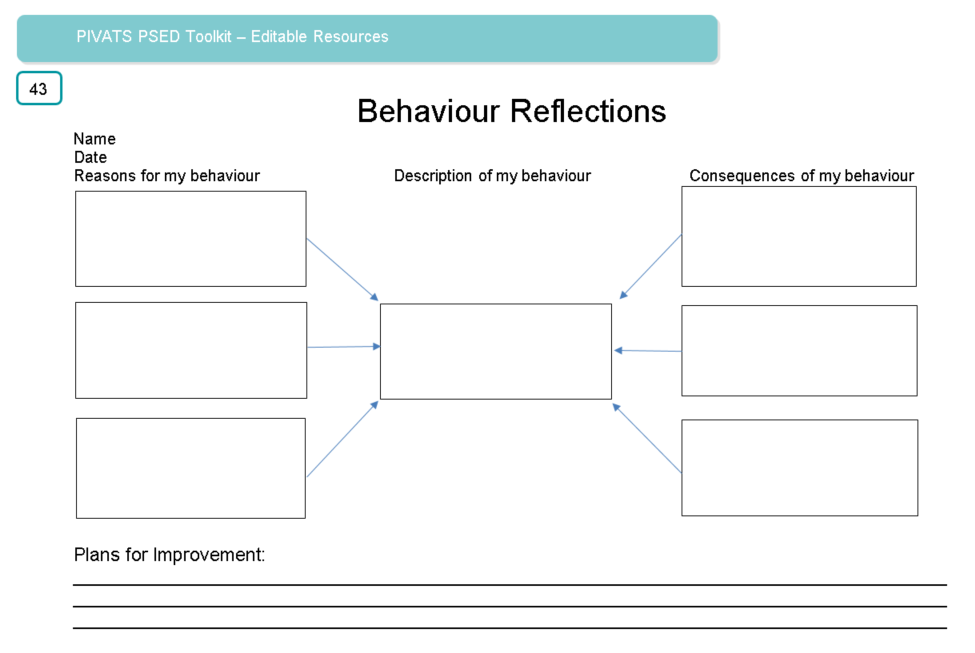 PIVATS PSED Toolkit – Editable Resources
43
Behaviour Reflections
Name
Date
Reasons for my behaviour
Description of my behaviour
Consequences of my behaviour
Plans for Improvement: